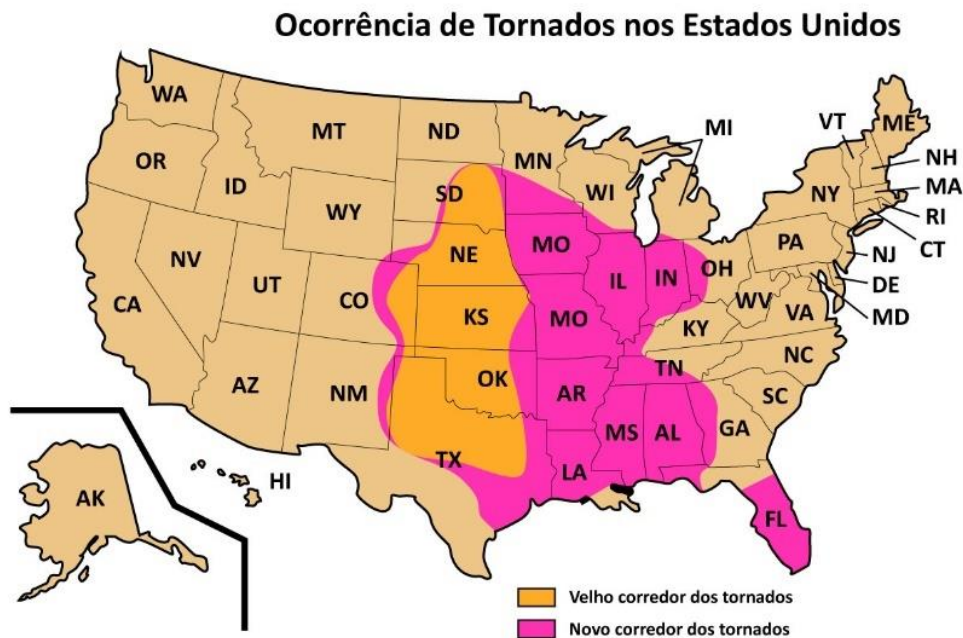 Ocorrência de Tornados nos Estados Unidos
WA
MT
ND
MN
MI
VT
ME
OR
ID
SD
WI
NH
WY
NY
MA
RI
CT
NV
NE
MO
PA
NJ
CA
UT
CO
IL
IN
OH
DE
KS
MO
WV
VA
MD
KY
AZ
NM
OK
TN
NC
AR
SC
MS
AL
GA
TX
LA
HI
AK
FL
Velho corredor dos tornados
Novo corredor dos tornados